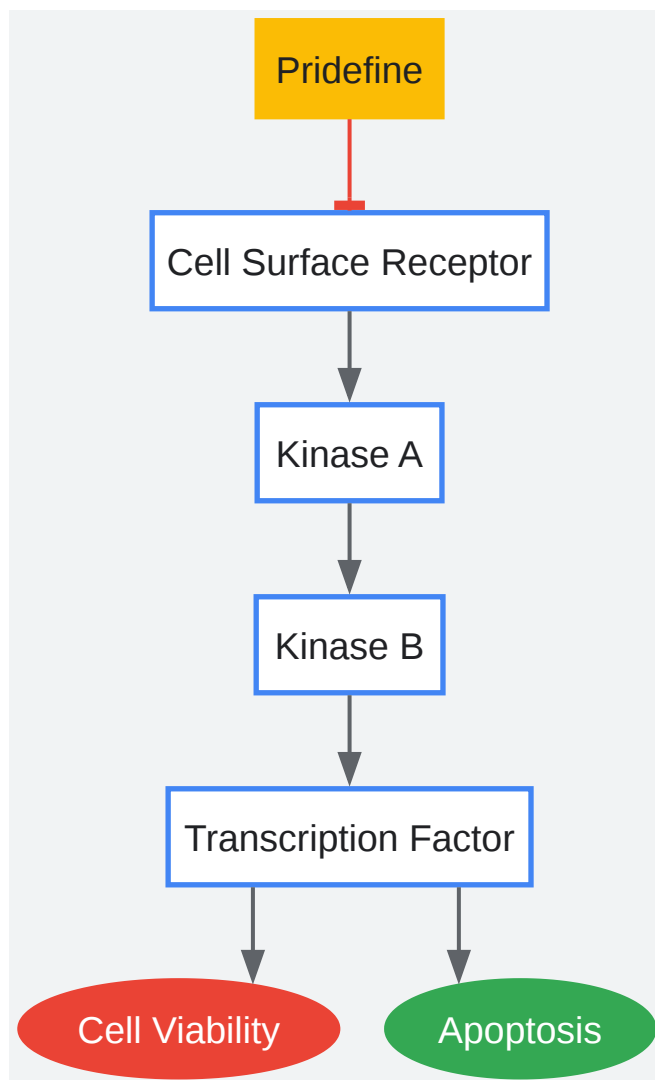 Pridefine
Cell Surface Receptor
Kinase A
Kinase B
Transcription Factor
Cell Viability
Apoptosis